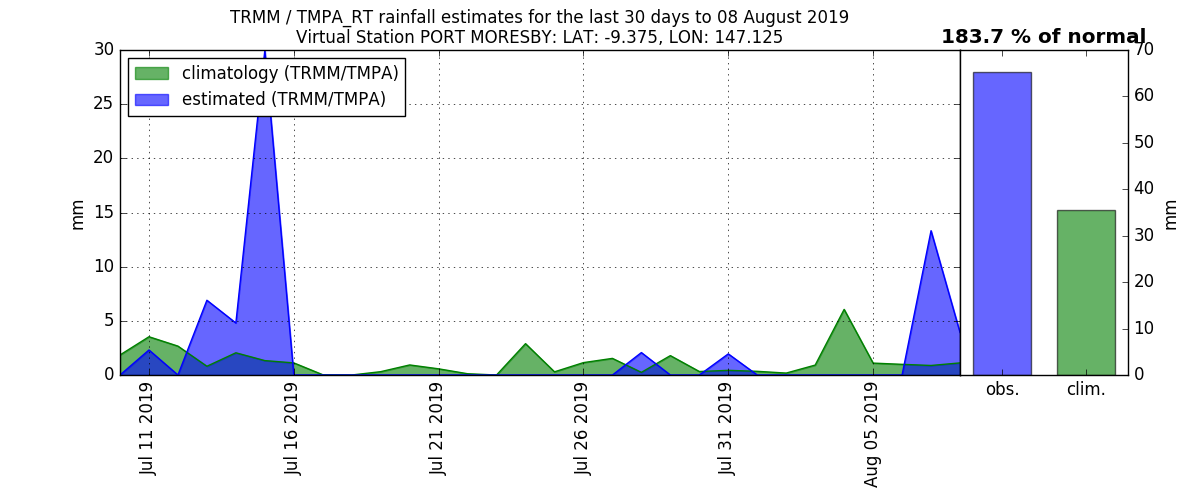 TRMM / TMPA_RT rainfall estimates for the last 30 days to 08 August 2019
Virtual Station PORT MORESBY: LAT: -9.375, LON: 147.125
183.7 % of normal
climatology (TRMM/TMPA)
estimated (TRMM/TMPA)
30
25
20
15
10
5
0
mm
Jul 11 2019
Jul 16 2019
Jul 21 2019
Jul 26 2019
Jul 31 2019
Aug 05 2019
70
60
50
40
30
20
10
0
mm
obs.
clim.